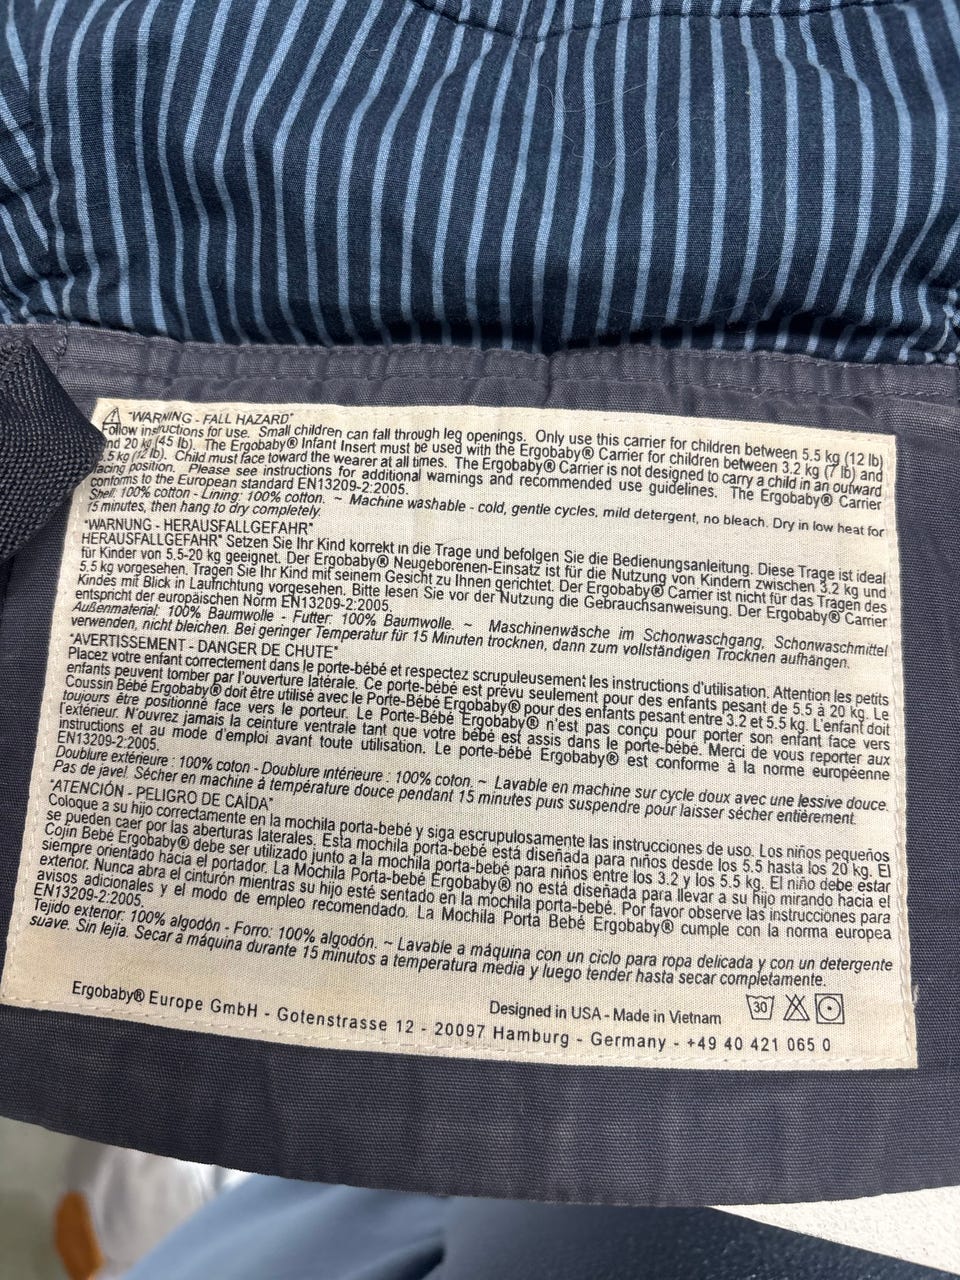 "WARNING - FALL HAZARD"
Follow instructions for use. Small children can fall through leg openings. Only use this carrier for children between 5.5 kg (12 lb)
and 20 kg (45 lb). The Ergobaby® Infant Insert must be used with the Ergobaby® Carrier for children between 3.2 kg (7 lb) and
5.5 kg (12 lb). Child must face toward the wearer at all times. The Ergobaby® Carrier is not designed to carry a child in an outward
facing position. Please see instructions for additional warnings and recommended use guidelines. The Ergobaby® Carrier
conforms to the European standard EN13209-2:2005.
Shell: 100% cotton - Lining: 100% cotton. ~ Machine washable - cold, gentle cycles, mild detergent, no bleach. Dry in low heat for
15 minutes, then hang to dry completely.
"WARNUNG - HERAUSFALLGEFAHR"
HERAUSFALLGEFAHR" Setzen Sie Ihr Kind korrekt in die Trage und befolgen Sie die Bedienungsanleitung. Diese Trage ist ideal
für Kinder von 5.5-20 kg geeignet. Der Ergobaby® Neugeborenen-Einsatz ist für die Nutzung von Kindern zwischen 3.2 kg und
5.5 kg vorgesehen. Tragen Sie Ihr Kind mit seinem Gesicht zu Ihnen gerichtet. Der Ergobaby® Carrier ist nicht für das Tragen des
Kindes mit Blick in Laufrichtung vorgesehen. Bitte lesen Sie vor der Nutzung die Gebrauchsanweisung. Der Ergobaby® Carrier
entspricht der europäischen Norm EN13209-2:2005.
Außenmaterial: 100% Baumwolle - Futter: 100% Baumwolle. ~ Maschinenwäsche im Schonwaschgang, Schonwaschmittel
verwenden, nicht bleichen. Bei geringer Temperatur für 15 Minuten trocknen, dann zum vollständigen Trocknen aufhängen.
"AVERTISSEMENT - DANGER DE CHUTE"
Placez votre enfant correctement dans le porte-bébé et respectez scrupuleusement les instructions d'utilisation. Attention les petits
enfants peuvent tomber par l'ouverture latérale. Ce porte-bébé est prévu seulement pour des enfants pesant de 5.5 à 20 kg. Le
Coussin Bébé Ergobaby® doit être utilisé avec le Porte-Bébé Ergobaby® pour des enfants pesant entre 3.2 et 5.5 kg. L'enfant doit
toujours être positionné face vers le porteur. Le Porte-Bébé Ergobaby® n'est pas conçu pour porter son enfant face vers
l'extérieur. N'ouvrez jamais la ceinture ventrale tant que votre bébé est assis dans le porte-bébé. Merci de vous reporter aux
instructions et au mode d'emploi avant toute utilisation. Le porte-bébé Ergobaby® est conforme à la norme européenne
EN13209-2:2005.
Doublure extérieure : 100% coton - Doublure intérieure : 100% coton. ~ Lavable en machine sur cycle doux avec une lessive douce.
Pas de javel. Sécher en machine à température douce pendant 15 minutes puis suspendre pour laisser sécher entièrement.
"ATENCIÓN - PELIGRO DE CAÍDA"
Coloque a su hijo correctamente en la mochila porta-bebé y siga escrupulosamente las instrucciones de uso. Los niños pequeños
se pueden caer por las aberturas laterales. Esta mochila porta-bebé está diseñada para niños desde los 5.5 hasta los 20 kg. El
Cojín Bebé Ergobaby® debe ser utilizado junto a la mochila porta-bebé para niños entre los 3.2 y los 5.5 kg. El niño debe estar
siempre orientado hacia el portador. La Mochila Porta-bebé Ergobaby® no está diseñada para llevar a su hijo mirando hacia el
exterior. Nunca abra el cinturón mientras su hijo esté sentado en la mochila porta-bebé. Por favor observe las instrucciones para
avisos adicionales y el modo de empleo recomendado. La Mochila Porta Bebé Ergobaby® cumple con la norma europea
EN13209-2:2005.
Tejido exterior: 100% algodón - Forro: 100% algodón. ~ Lavable a máquina con un ciclo para ropa delicada y con un detergente
suave. Sin lejía. Secar a máquina durante 15 minutos a temperatura media y luego tender hasta secar completamente.
Designed in USA - Made in Vietnam 30
Ergobaby® Europe GmbH - Gotenstrasse 12 - 20097 Hamburg - Germany - +49 40 421 065 0